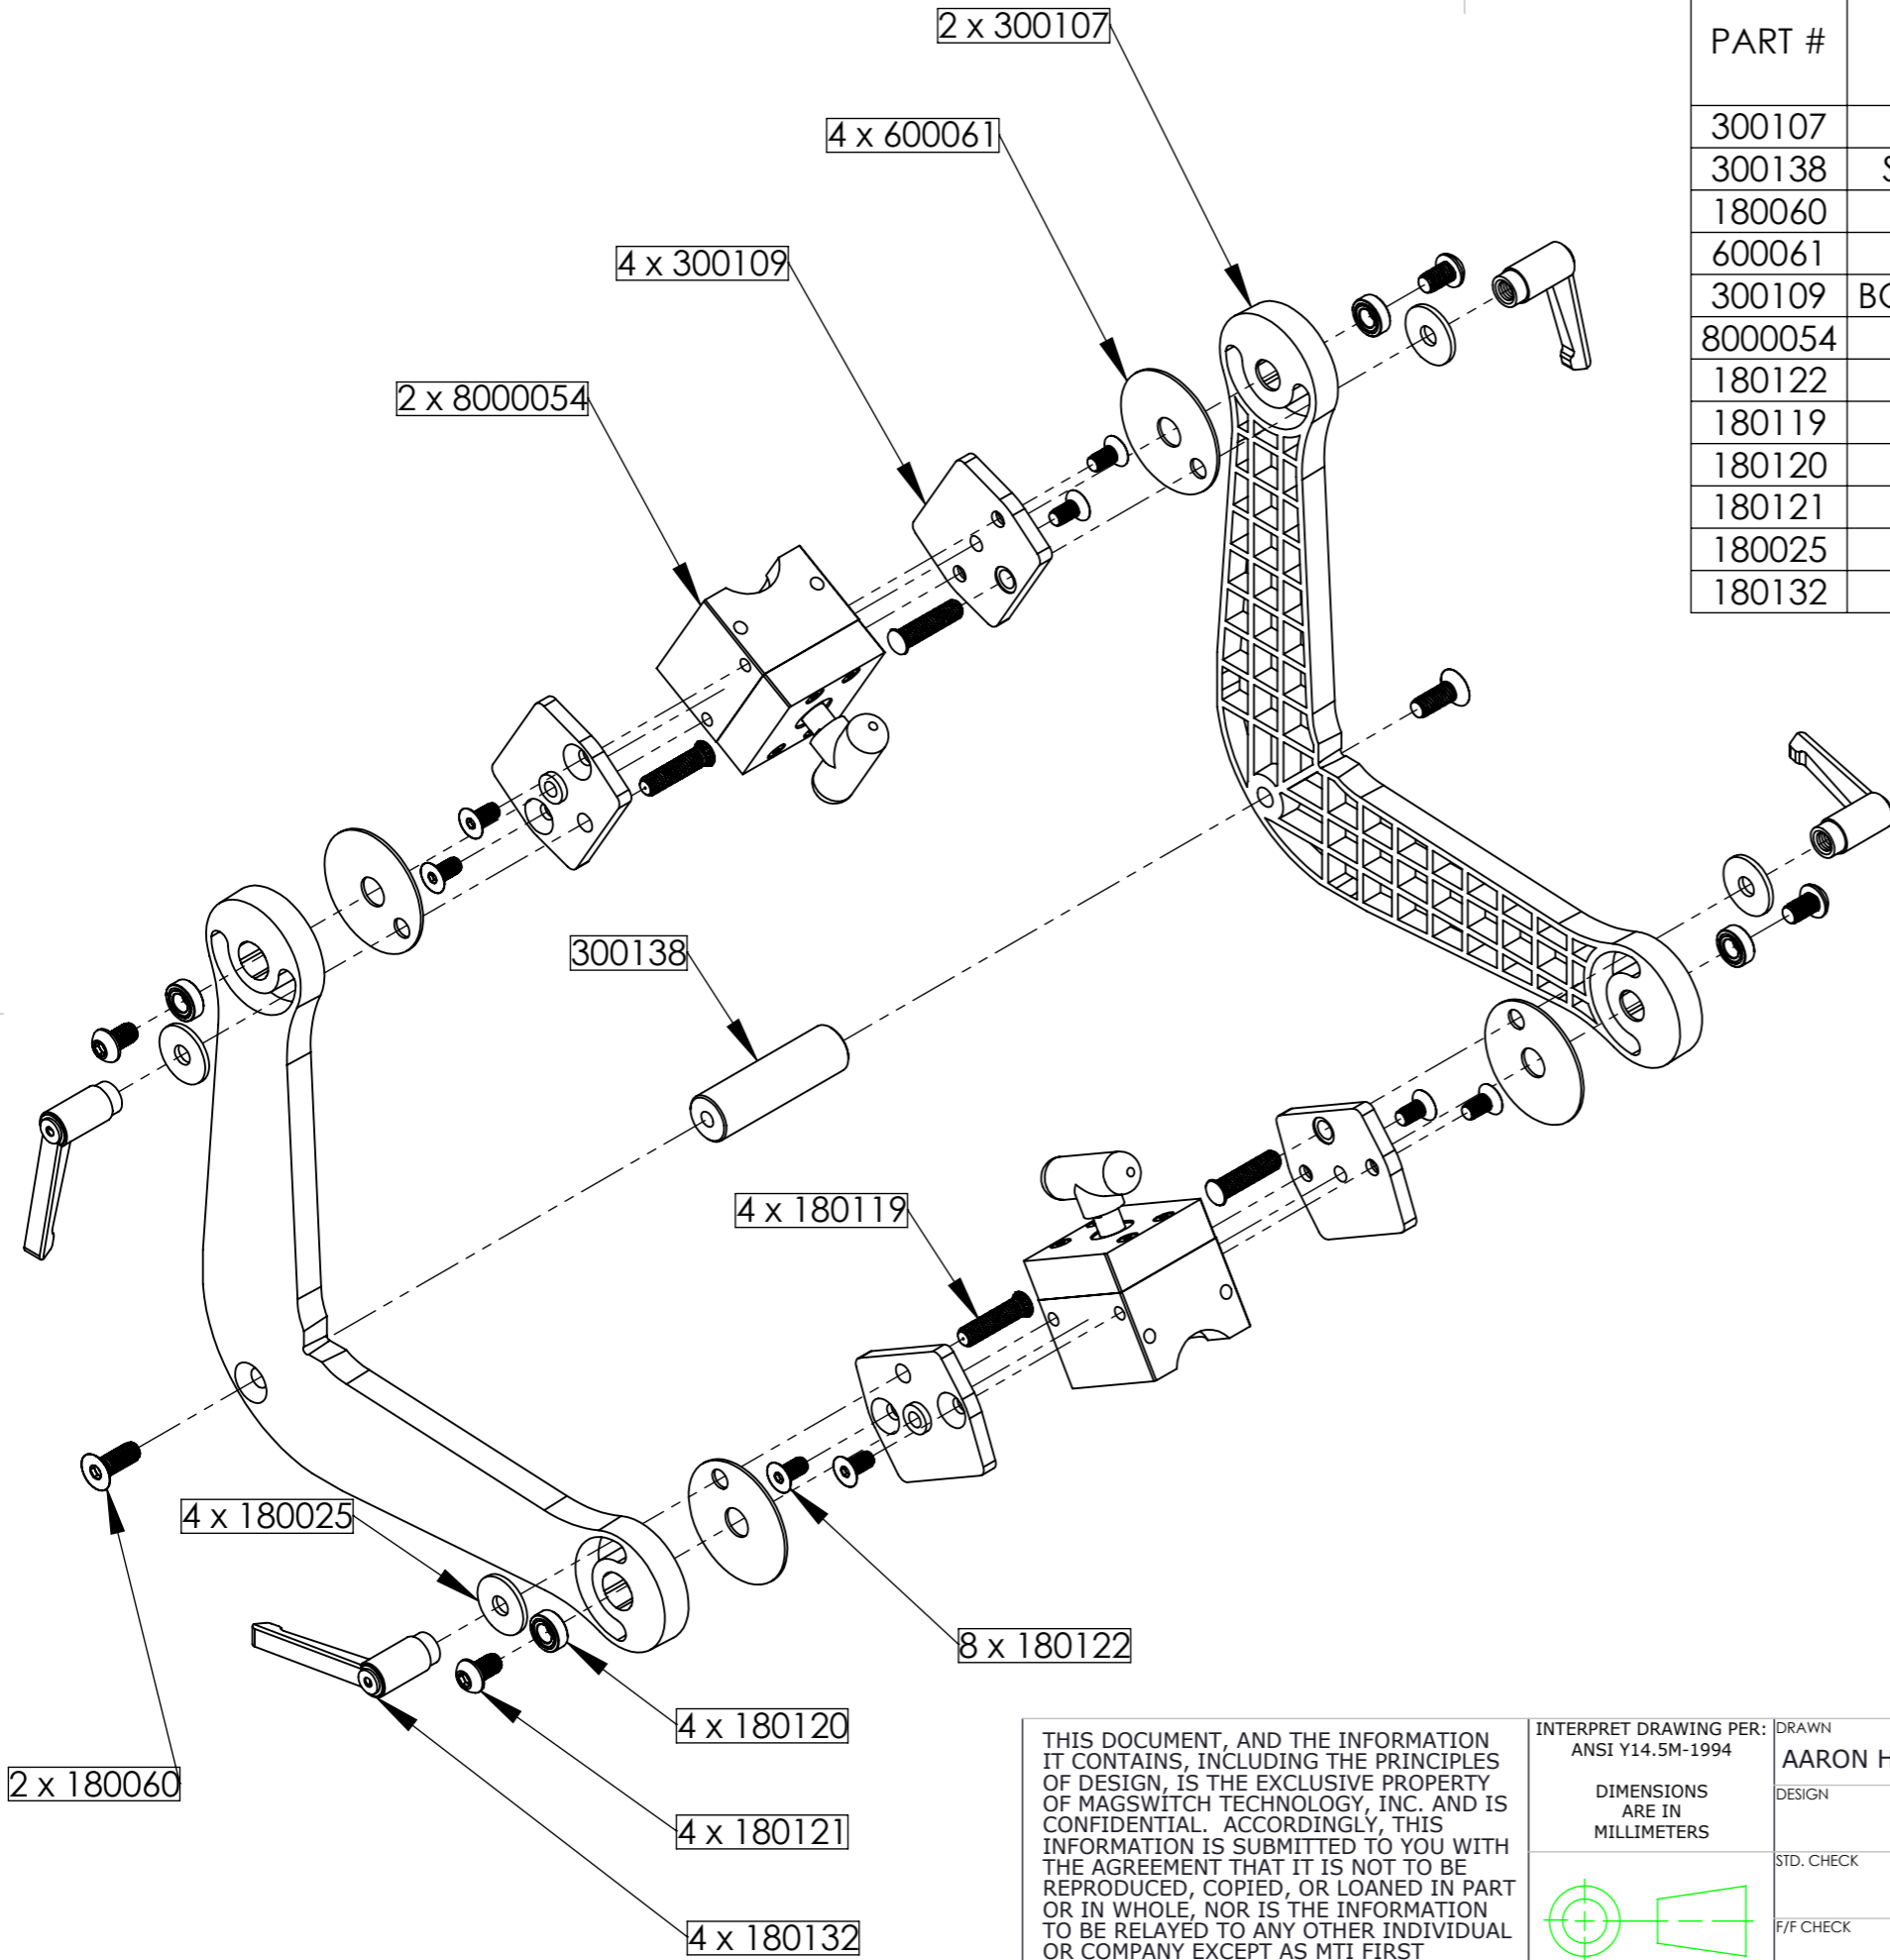 2 x 300107
4 x 600061
4 x 300109
2 x 8000054
300138
4 x 180119
4 x 180025
8 x 180122
4 x 180120
2 x 180060
4 x 180121
4 x 180132
PART #
300107
300138
180060
600061
300109
8000054
180122
180119
180120
181021
180025
180132
THIS DOCUMENT, AND THE INFORMATION
IT CONTAINS, INCLUDING THE PRINCIPLES
OF DESIGN, IS THE EXCLUSIVE PROPERTY
OF MAGSWITCH TECHNOLOGY, INC. AND IS
CONFIDENTIAL. ACCORDINGLY, THIS
INFORMATION IS SUBMITTED TO YOU WITH
THE AGREEMENT THAT IT IS NOT TO BE
REPRODUCED, COPIED, OR LOANED IN PART
OR IN WHOLE, NOR IS THE INFORMATION
TO BE RELAYED TO ANY OTHER INDIVIDUAL
OR COMPANY EXCEPT AS MTI FIRST
INTERPRET DRAWING PER:
ANSI Y14.5M-1994
DIMENSIONS
ARE IN
MILLIMETERS
DRAWN
AARON H
DESIGN
STD. CHECK
F/F CHECK